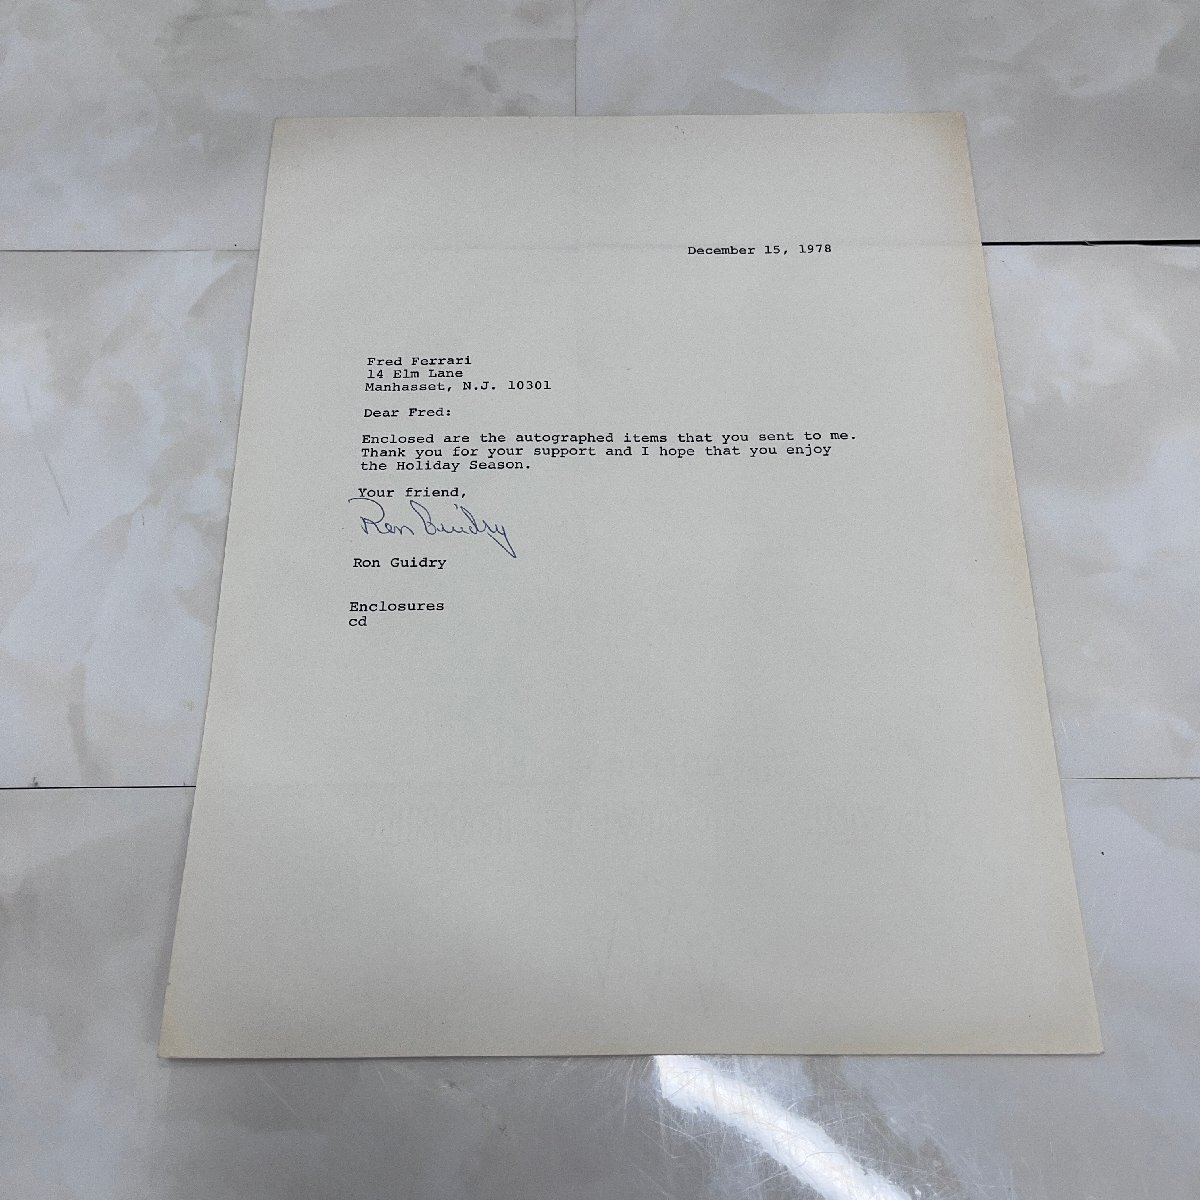 December 15, 1978
Fred Ferrari
14 Elm Lane
Manhasset, N.J. 10301
Dear Fred:
Enclosed are the autographed items that you sent to me.
Thank you for your support and I hope that you enjoy
the Holiday Season.
Your friend,
Ron Guidry
Ron Guidry
Enclosures
cd